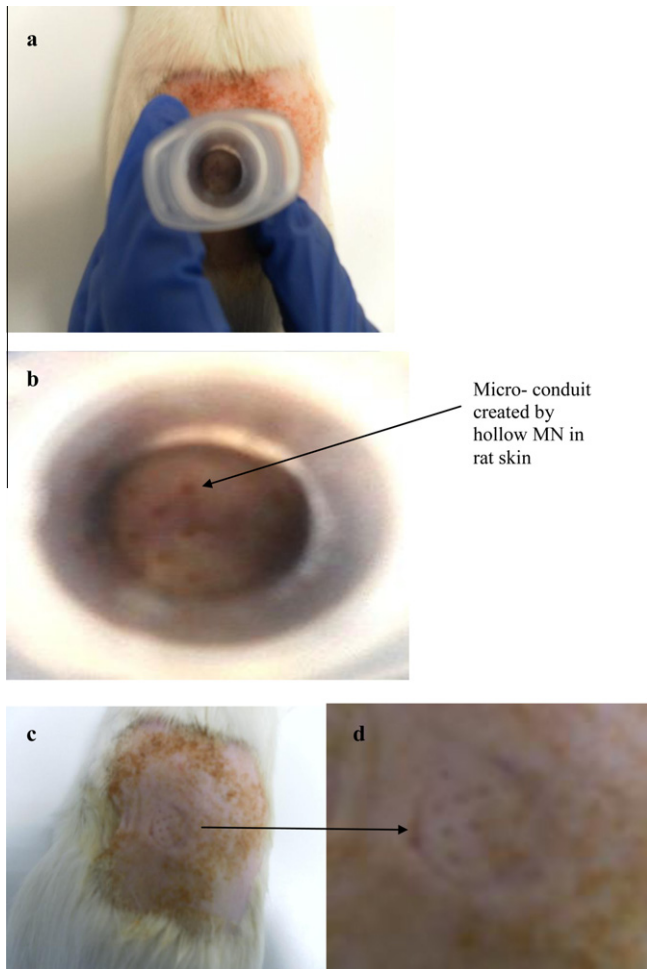 a
b
Micro- conduit
created by
hollow MN in
rat skin
c
d